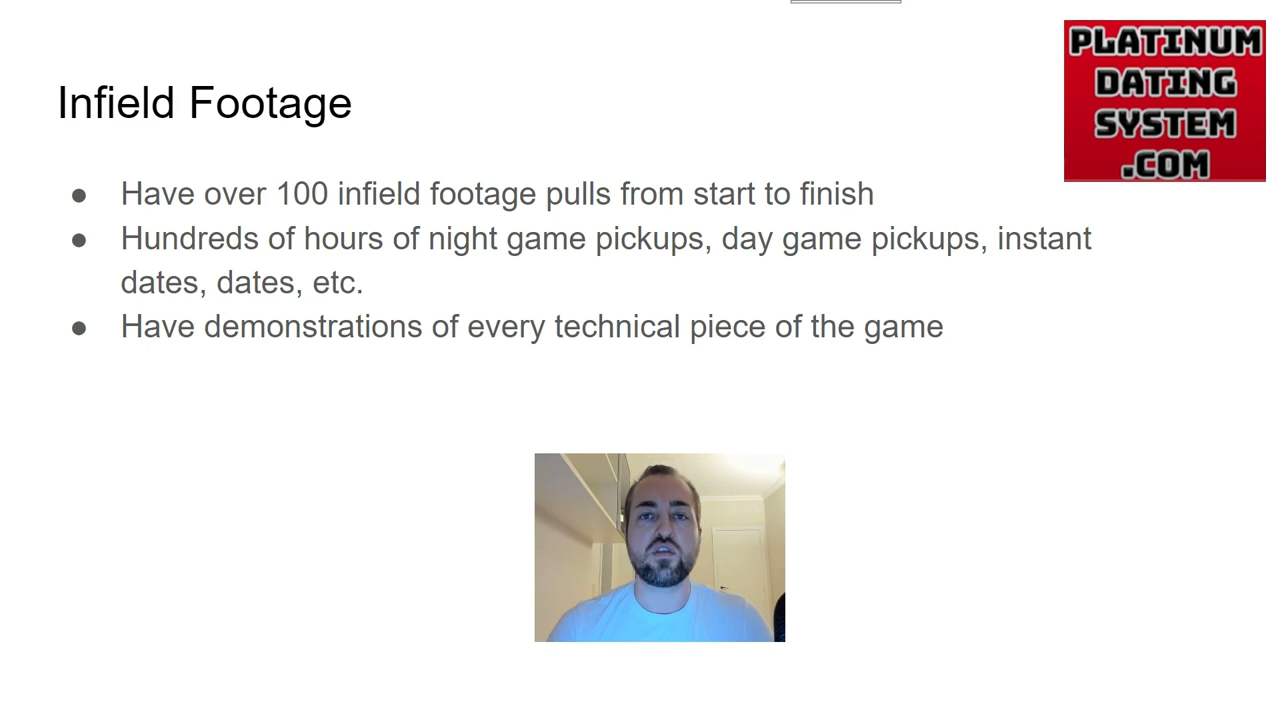 PLATINUM
DATING
SYSTEM
.COM
Infield Footage
● Have over 100 infield footage pulls from start to finish
● Hundreds of hours of night game pickups, day game pickups, instant
dates, dates, etc.
● Have demonstrations of every technical piece of the game